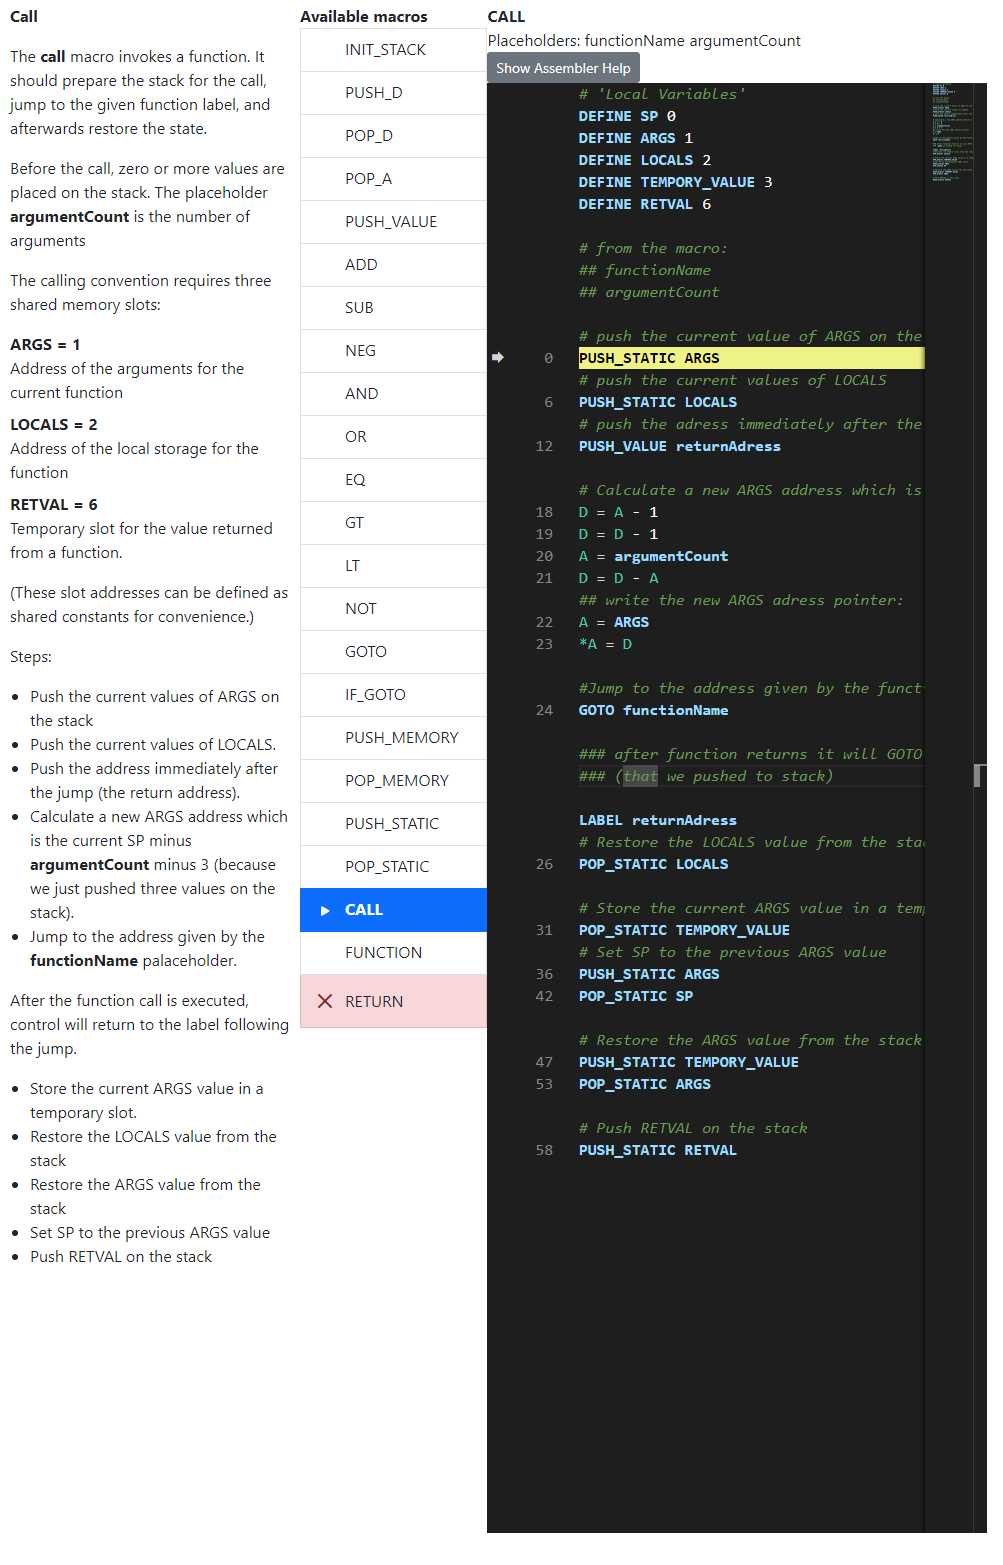 Call
The call macro invokes a function. It
should prepare the stack for the call,
jump to the given function label, and
afterwards restore the state.
Before the call, zero or more values are
placed on the stack. The placeholder
argumentCount is the number of
arguments
The calling convention requires three
shared memory slots:
ARGS = 1
Address of the arguments for the
current function
LOCALS = 2
Address of the local storage for the
function
RETVAL = 6
Temporary slot for the value returned
from a function.
(These slot addresses can be defined as
shared constants for convenience.)
Steps:
• Push the current values of ARGS on
the stack
• Push the current values of LOCALS.
• Push the address immediately after
the jump (the return address).
• Calculate a new ARGS address which
is the current SP minus
argumentCount minus 3 (because
we just pushed three values on the
stack).
• Jump to the address given by the
functionName palaceholder.
After the function call is executed,
control will return to the label following
the jump.
• Store the current ARGS value in a
temporary slot.
• Restore the LOCALS value from the
stack
• Restore the ARGS value from the
stack
• Set SP to the previous ARGS value
• Push RETVAL on the stack
Available macros
INIT_STACK
PUSH_D
POP_D
POP_A
PUSH_VALUE
ADD
SUB
NEG
AND
OR
EQ
GT
LT
NOT
GOTO
IF_GOTO
PUSH_MEMORY
POP_MEMORY
PUSH_STATIC
POP_STATIC
CALL
FUNCTION
RETURN
CALL
Placeholders: functionName argumentCount
Show Assembler Help
# 'Local Variables'
DEFINE SP 0
DEFINE ARGS 1
DEFINE LOCALS 2
DEFINE TEMPORY_VALUE 3
DEFINE RETVAL 6
# from the macro:
## functionName
## argumentCount
# push the current value of ARGS on the
0 PUSH_STATIC ARGS
# push the current values of LOCALS
6 PUSH_STATIC LOCALS
# push the adress immediately after the
12 PUSH_VALUE returnAdress
# Calculate a new ARGS address which is
18 D = A - 1
19 D = D - 1
20 A = argumentCount
21 D = D - A
## write the new ARGS adress pointer:
22 A = ARGS
23 *A = D
#Jump to the address given by the funct
24 GOTO functionName
### after function returns it will GOTO
### (that we pushed to stack)
LABEL returnAdress
# Restore the LOCALS value from the sta
26 POP_STATIC LOCALS
# Store the current ARGS value in a tem
31 POP_STATIC TEMPORY_VALUE
# Set SP to the previous ARGS value
36 PUSH_STATIC ARGS
42 POP_STATIC SP
# Restore the ARGS value from the stack
47 PUSH_STATIC TEMPORY_VALUE
53 POP_STATIC ARGS
# Push RETVAL on the stack
58 PUSH_STATIC RETVAL